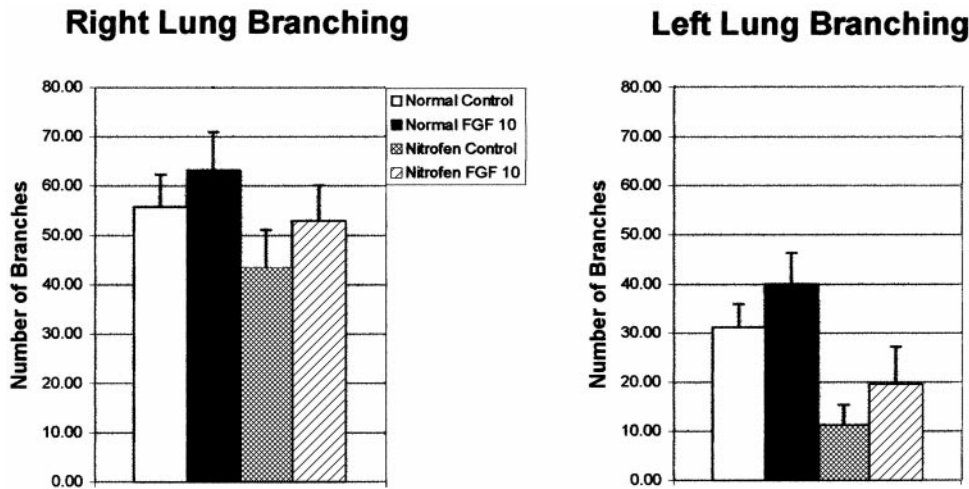 Right Lung Branching
Number of Branches
80.00
70.00
60.00
50.00
40.00
30.00
20.00
10.00
0.00
Normal Control
Normal FGF 10
Nitrofen Control
Nitrofen FGF 10
Left Lung Branching
Number of Branches
80.00
70.00
60.00
50.00
40.00
30.00
20.00
10.00
0.00